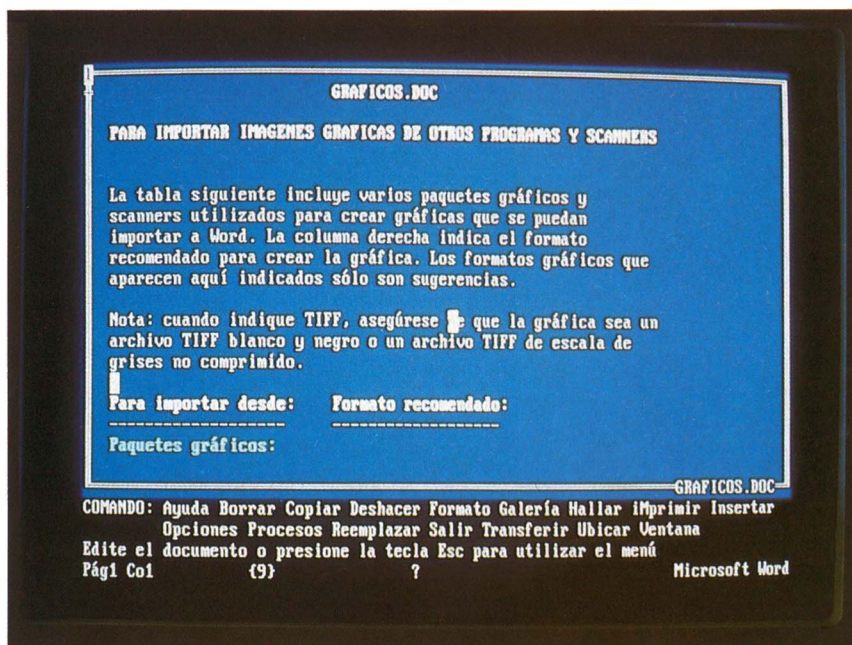 1
GRAFICOS.DOC
PARA IMPORTAR IMAGENES GRAFICAS DE OTROS PROGRAMAS Y SCANNERS
La tabla siguiente incluye varios paquetes gráficos y
scanners utilizados para crear gráficas que se puedan
importar a Word. La columna derecha indica el formato
recomendado para crear la gráfica. Los formatos gráficos que
aparecen aquí indicados sólo son sugerencias.
Nota: cuando indique TIFF, asegúrese de que la gráfica sea un
archivo TIFF blanco y negro o un archivo TIFF de escala de
grises no comprimido.
Para importar desde: Formato recomendado:
-------------------- -------------------
Paquetes gráficos:
GRAFICOS.DOC
COMANDO: Ayuda Borrar Copiar Deshacer Formato Galería Hallar iMprimir Insertar
Opciones Procesos Reemplazar Salir Transferir Ubicar Ventana
Edite el documento o presione la tecla Esc para utilizar el menú
Pág1 Co1 {9} ? Microsoft Word